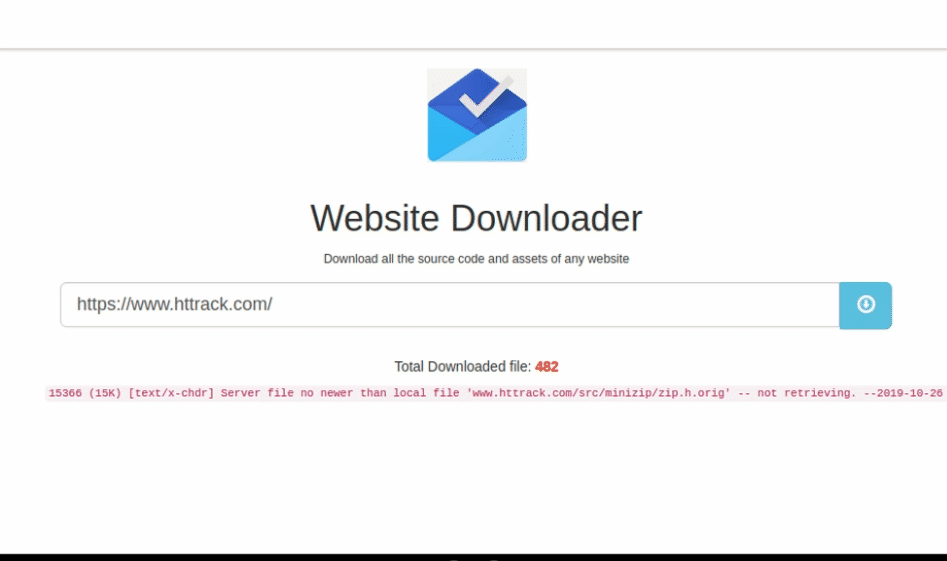 Website Downloader
Download all the source code and assets of any website
https://www.httrack.com/
Total Downloaded file: 482
15366 (15K) [text/x-chdr] Server file no newer than local file 'www.httrack.com/src/minizip/zip.h.orig' -- not retrieving. --2019-10-26